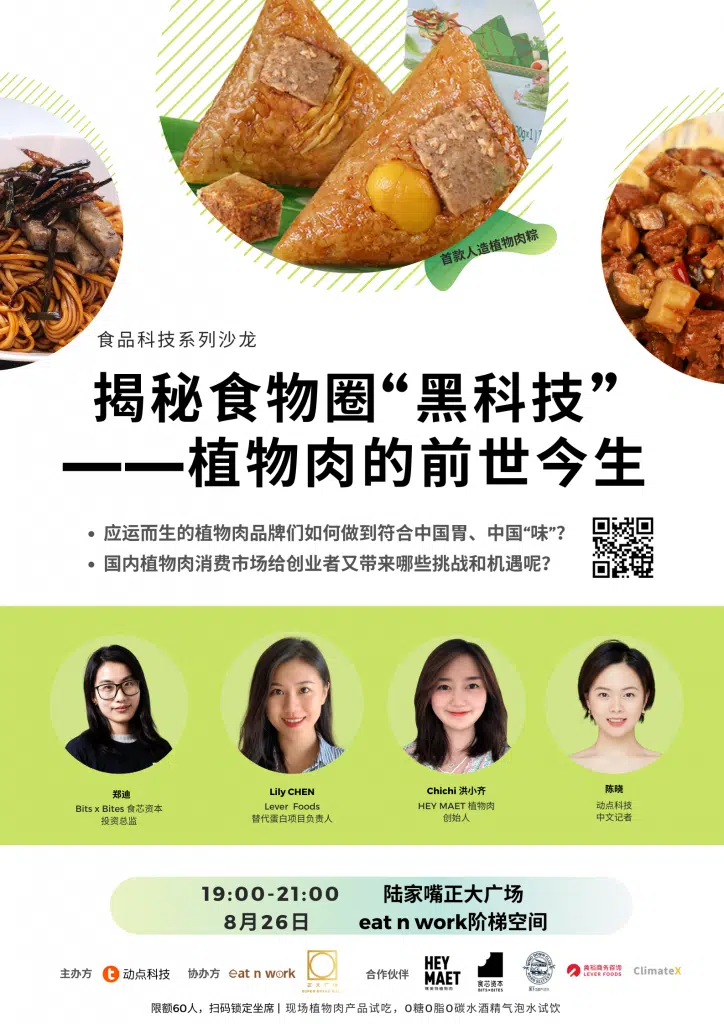 首款人造植物肉粽
食品科技系列沙龙
揭秘食物圈“黑科技”
——植物肉的前世今生
• 应运而生的植物肉品牌们如何做到符合中国胃、中国“味”？
• 国内植物肉消费市场给创业者又带来哪些挑战和机遇呢？
郑迪
Bits x Bites 食芯资本
投资总监
Lily CHEN
Lever Foods
替代蛋白项目负责人
Chichi 洪小齐
HEY MAET 植物肉
创始人
陈晓
动点科技
中文记者
19:00-21:00 陆家嘴正大广场
8月26日 eat n work阶梯空间
主办方 动点科技 协办方 eat n work 正大广场 合作伙伴 HEY MAET 食芯资本 BITS×BITES 商和商务咨询 LEVER FOODS ClimateX
限额60人，扫码锁定坐席 | 现场植物肉产品试吃，0糖0脂0碳水酒精气泡水试饮